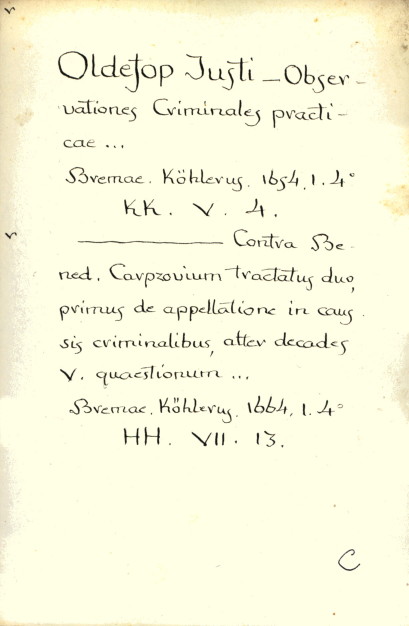 Oldekop Justi – Obser-
vationes Criminales practi-
cae ...
Bremae. Köhlerus. 1654. 1. 4°
KK. V. 4.
——— Contra Be-
ned. Carpzovium tractatus duo,
primus de appellatione in caus-
sis criminalibus, alter decades
V. quaestionum ...
Bremae. Köhlerus. 1664. 1. 4°
HH. VII. 13.
C